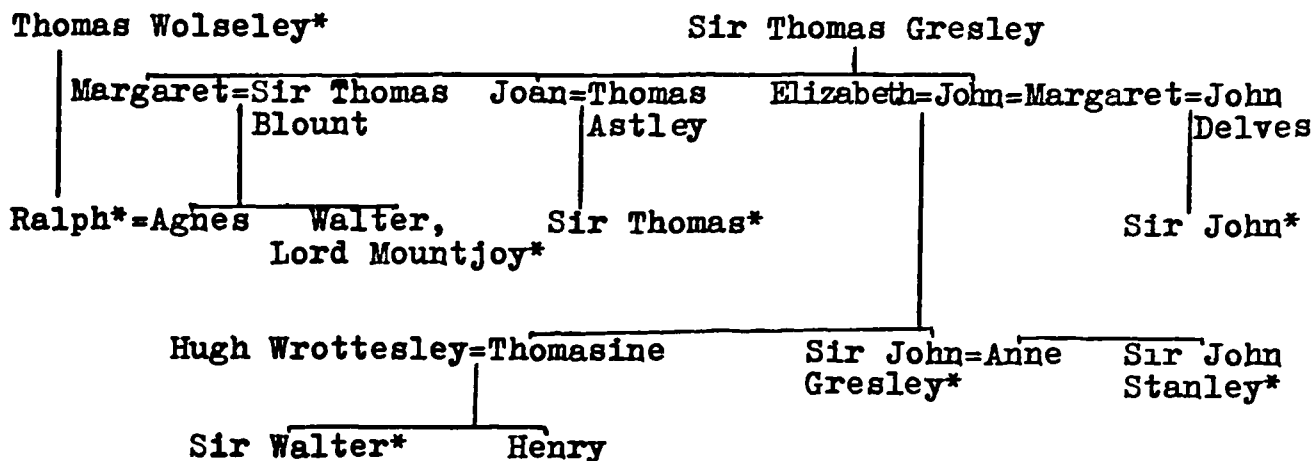 Thomas Wolseley* Sir Thomas Gresley
Margaret=Sir Thomas Joan=Thomas Elizabeth=John=Margaret=John
Blount Astley Delves
Ralph*=Agnes Walter, Sir Thomas* Sir John*
Lord Mountjoy*
Hugh Wrottesley=Thomasine Sir John=Anne Sir John
Gresley* Stanley*
Sir Walter* Henry